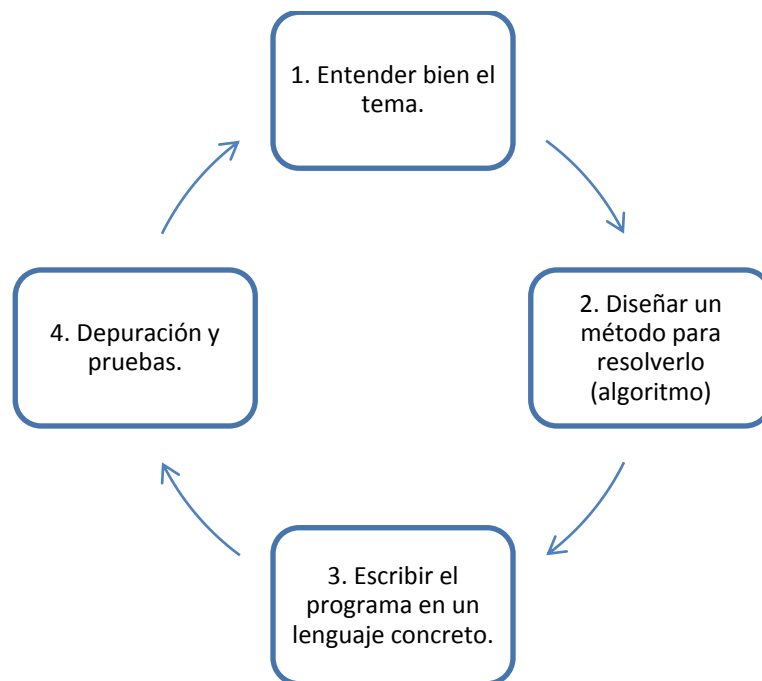 1. Entender bien el
tema.
2. Diseñar un
método para
resolverlo
(algoritmo)
3. Escribir el
programa en un
lenguaje concreto.
4. Depuración y
pruebas.